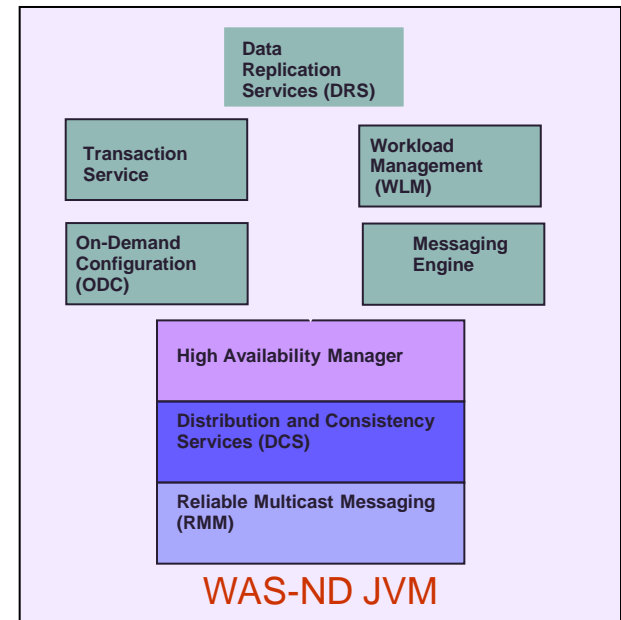 Data
Replication
Services (DRS)
Transaction
Service
Workload
Management
(WLM)
On-Demand
Configuration
(ODC)
Messaging
Engine
High Availability Manager
Distribution and Consistency
Services (DCS)
Reliable Multicast Messaging
(RMM)
WAS-ND JVM